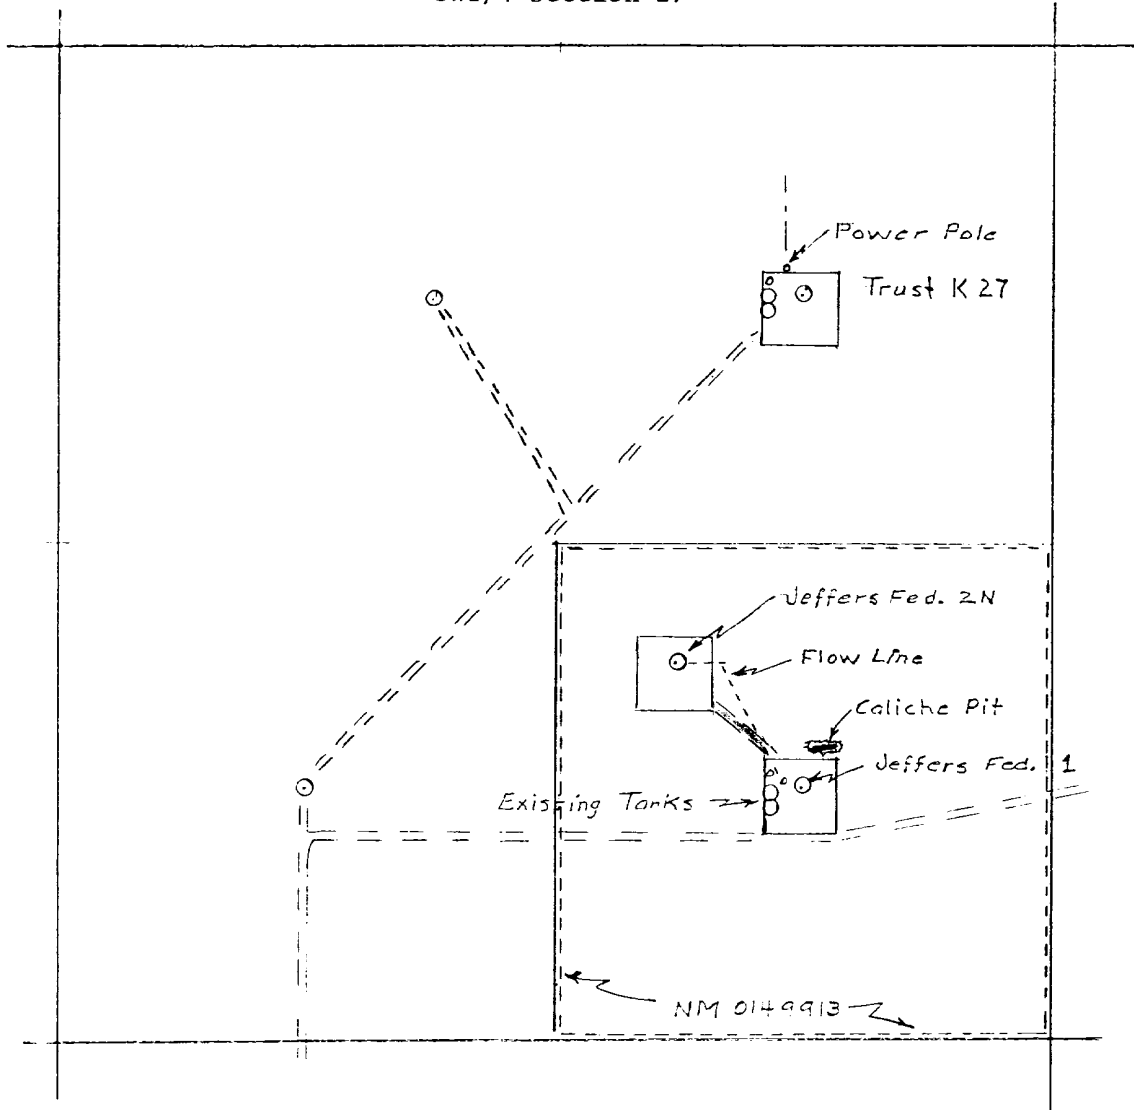 Power Pole
Trust K 27
Jeffers Fed. 2N
Flow Line
Caliche Pit
Jeffers Fed. 1
Existing Tanks
NM 0149913